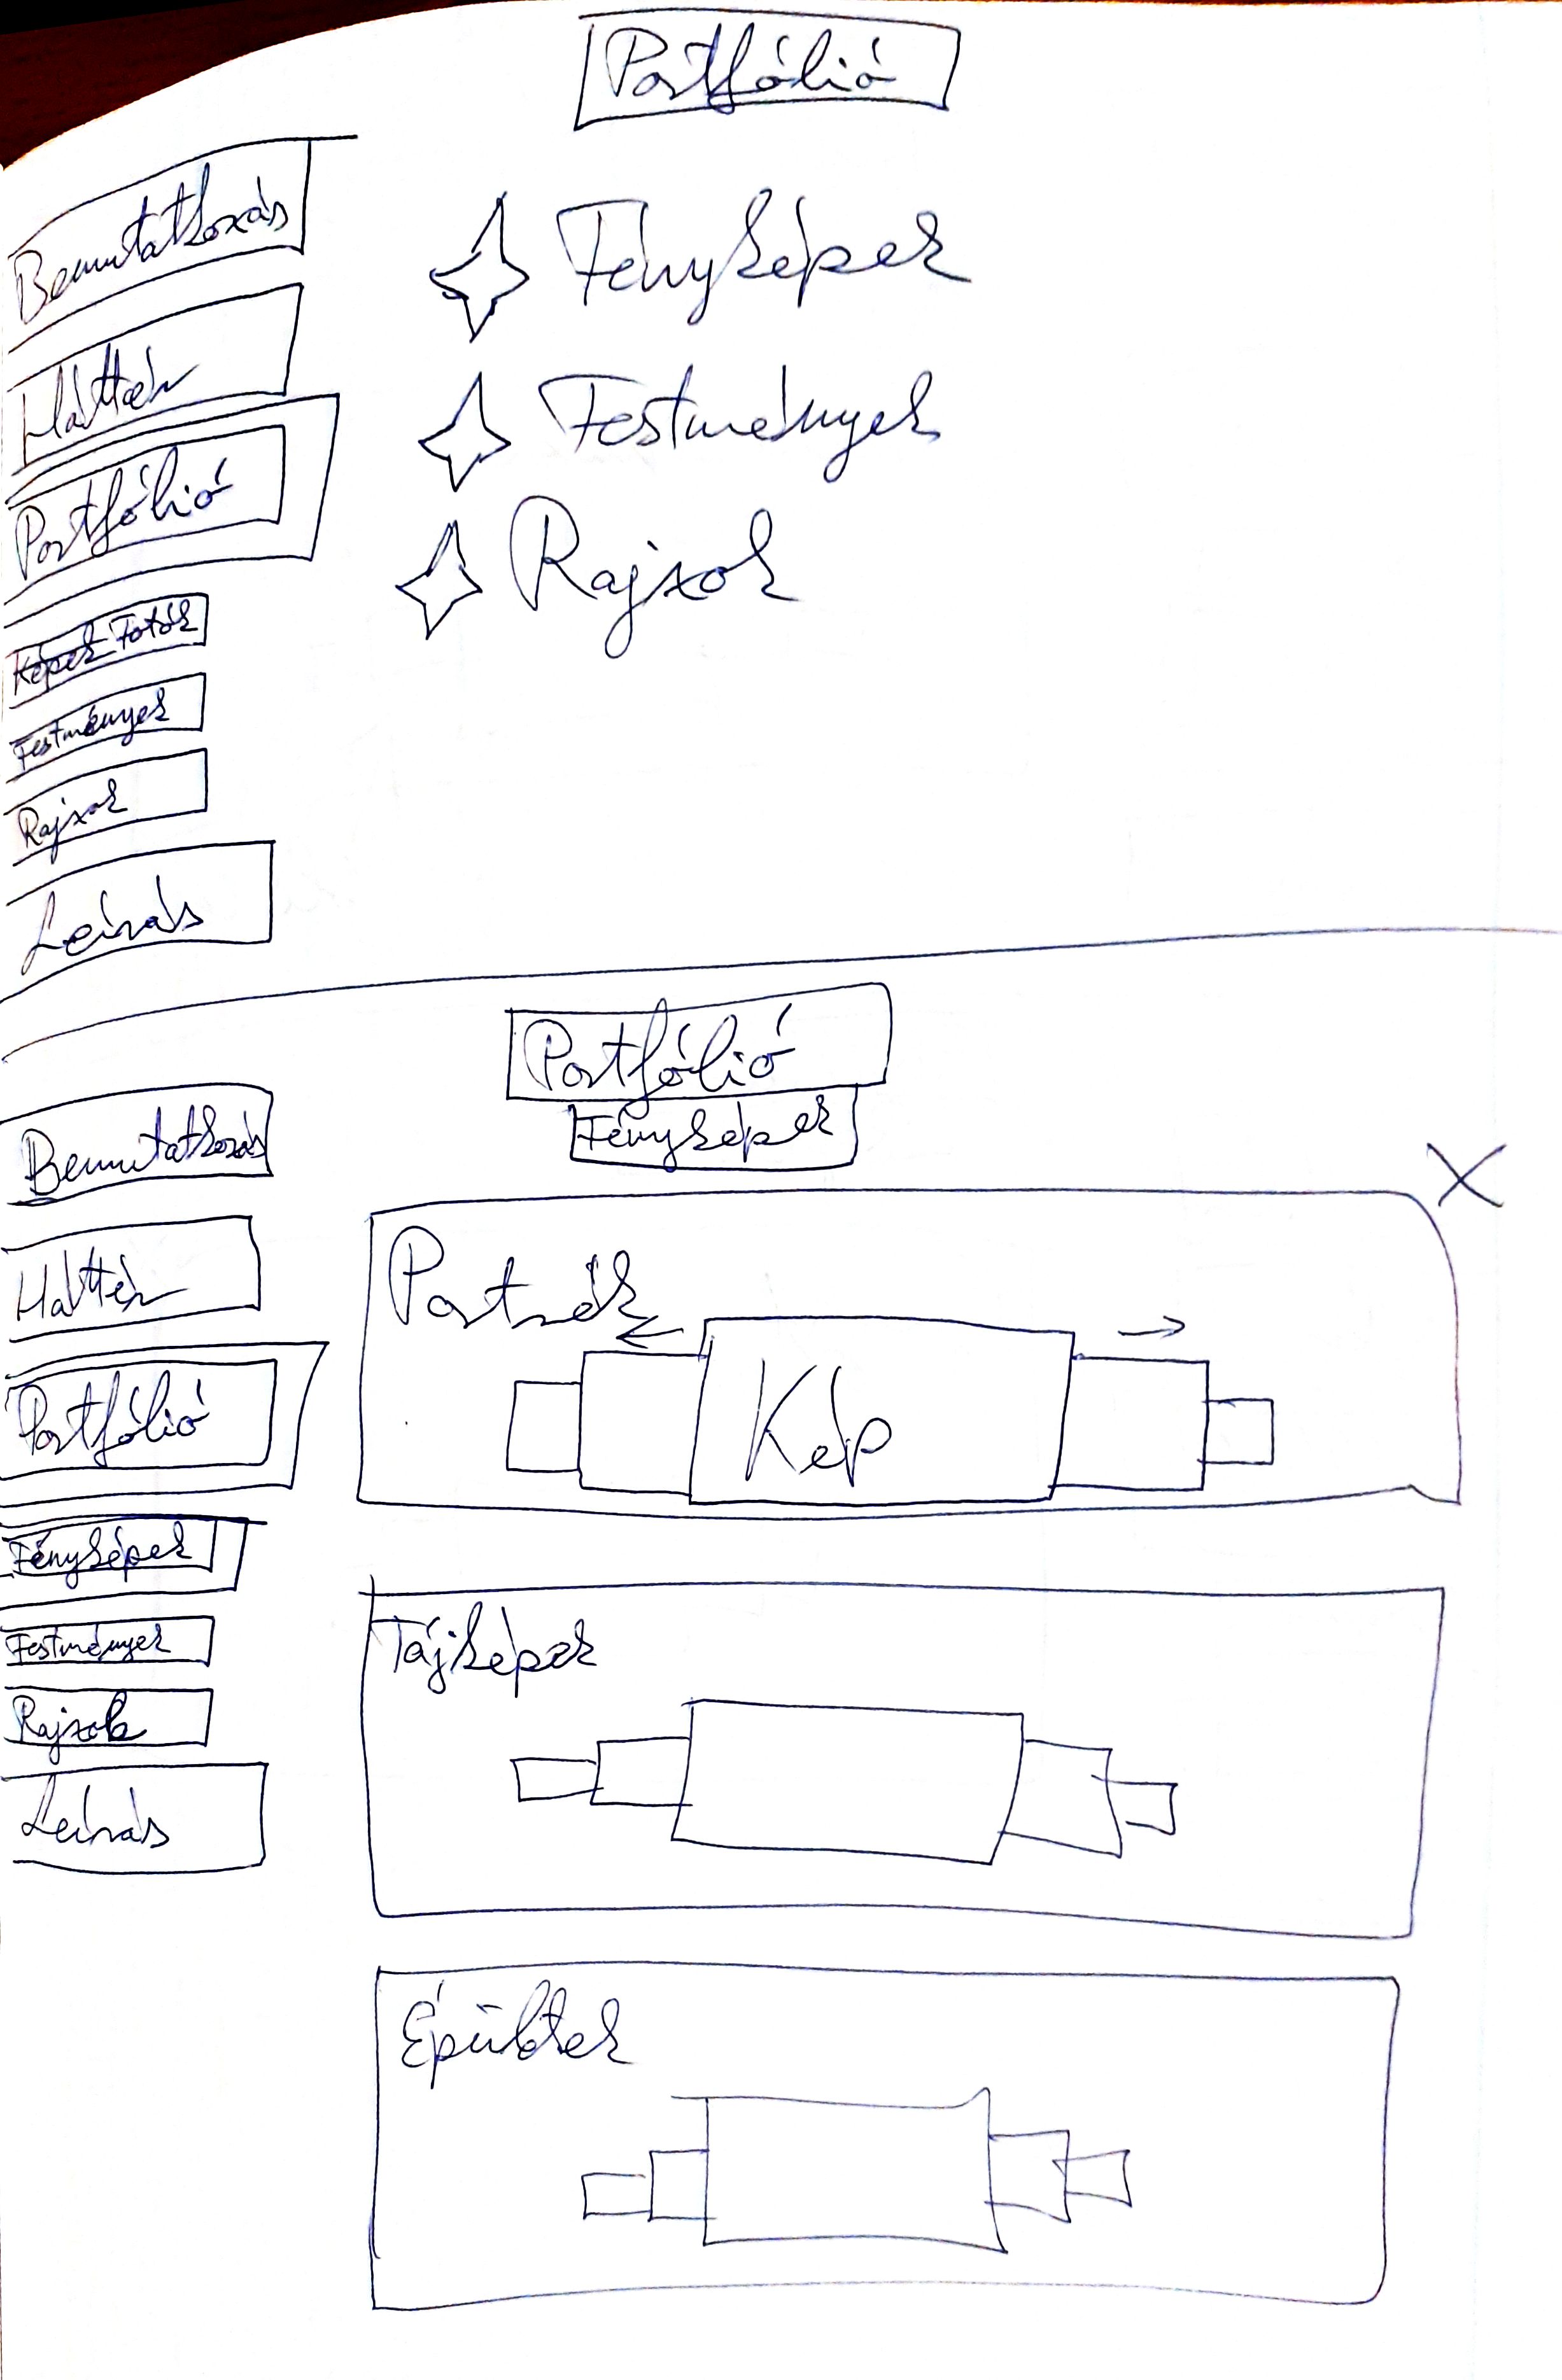 Portfólió
Bemutatkozás
Háttér
Portfólió
Képek Fotók
Festmények
Rajzok
Leírás
Fényképek
Festmények
Rajzok
Portfólió
Fényképek
Bemutatkozás
Háttér
Portfólió
Fényképek
Festmények
Rajzok
Leírás
X
Portrék
← →
Kép
Tájképek
Épületek